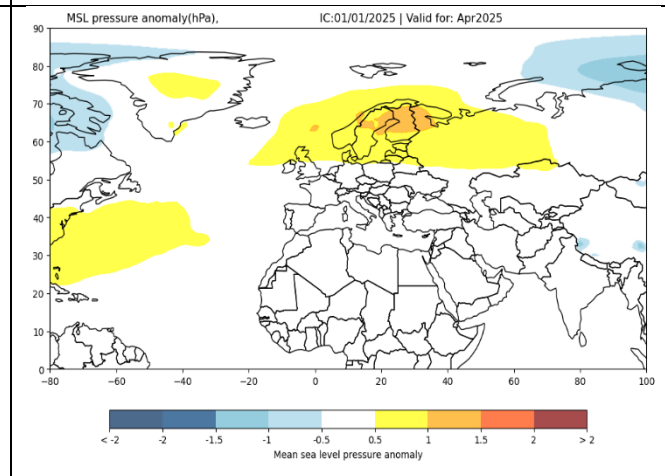 MSL pressure anomaly(hPa), IC:01/01/2025 | Valid for: Apr2025
90
80
70
60
50
40
30
20
10
0
−80 −60 −40 −20 0 20 40 60 80 100
< -2 -2 -1.5 -1 -0.5 0.5 1 1.5 2 > 2
Mean sea level pressure anomaly